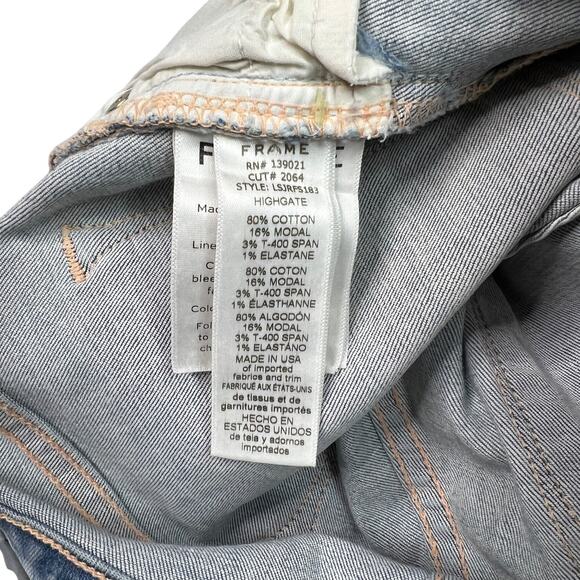 FRAME
RN# 139021
CUT# 2064
STYLE: LSJRFS183
HIGHGATE
80% COTTON
16% MODAL
3% T-400 SPAN
1% ELASTANE
80% COTON
16% MODAL
3% T-400 SPAN
1% ÉLASTHANNE
80% ALGODÓN
16% MODAL
3% T-400 SPAN
1% ELASTÁNO
MADE IN USA
of imported
fabrics and trim
FABRIQUÉ AUX ÉTATS-UNIS
de tissus et de
garnitures importés
HECHO EN
ESTADOS UNIDOS
de tela y adornos
importados
F E
Line